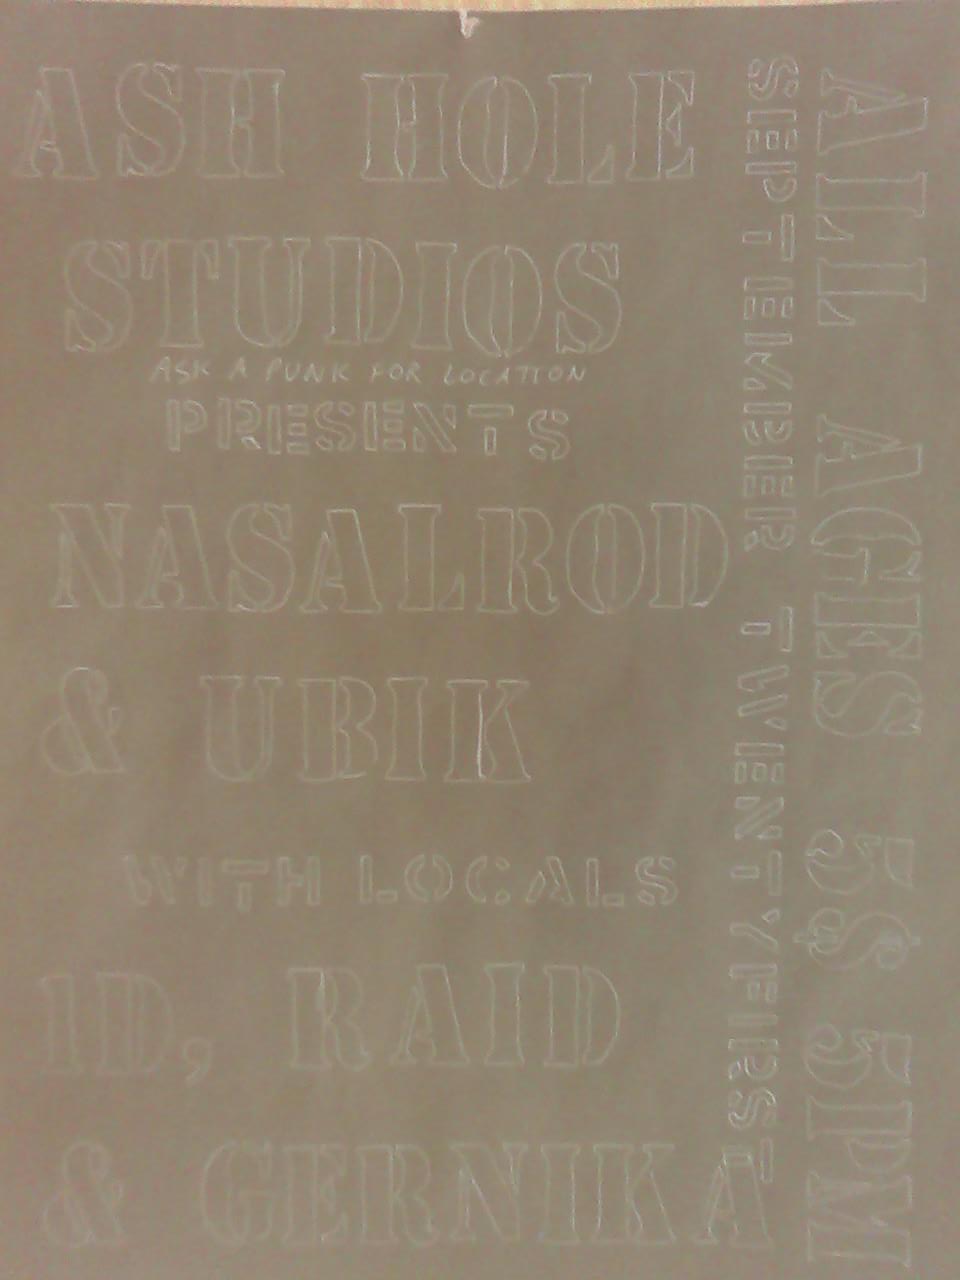 ASH HOLE
STUDIOS
ASK A PUNK FOR LOCATION
PRESENTS
NASALROD
& UBIK
WITH LOCALS
ID, RAID
& GERNIKA
SEPTEMBER TWENTYFIRST
ALL AGES 5$ 5PM